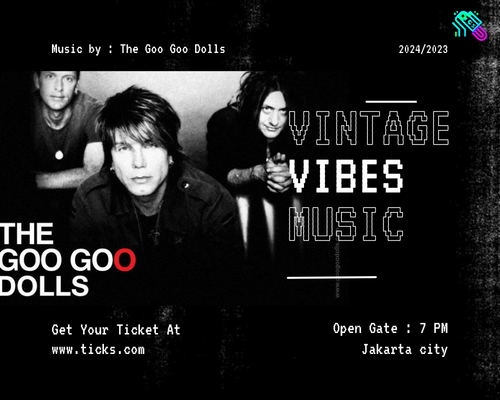 Music by : The Goo Goo Dolls
2024/2023
VINTAGE
VIBES
MUSIC
THE
GOO GOO
DOLLS
Get Your Ticket At
www.ticks.com
Open Gate : 7 PM
Jakarta city